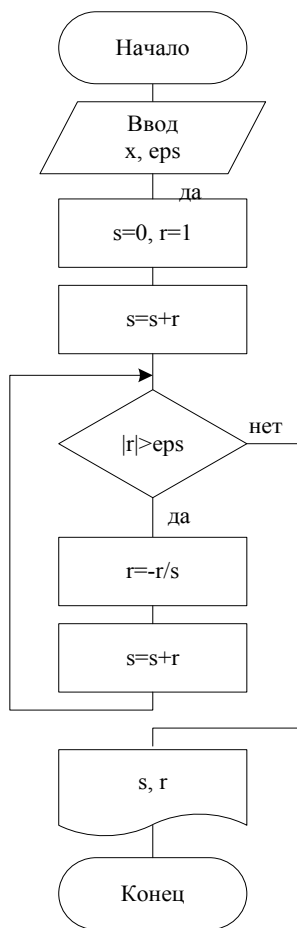 Начало
Ввод
x, eps
да
s=0, r=1
s=s+r
|r|>eps
нет
да
r=-r/s
s=s+r
s, r
Конец